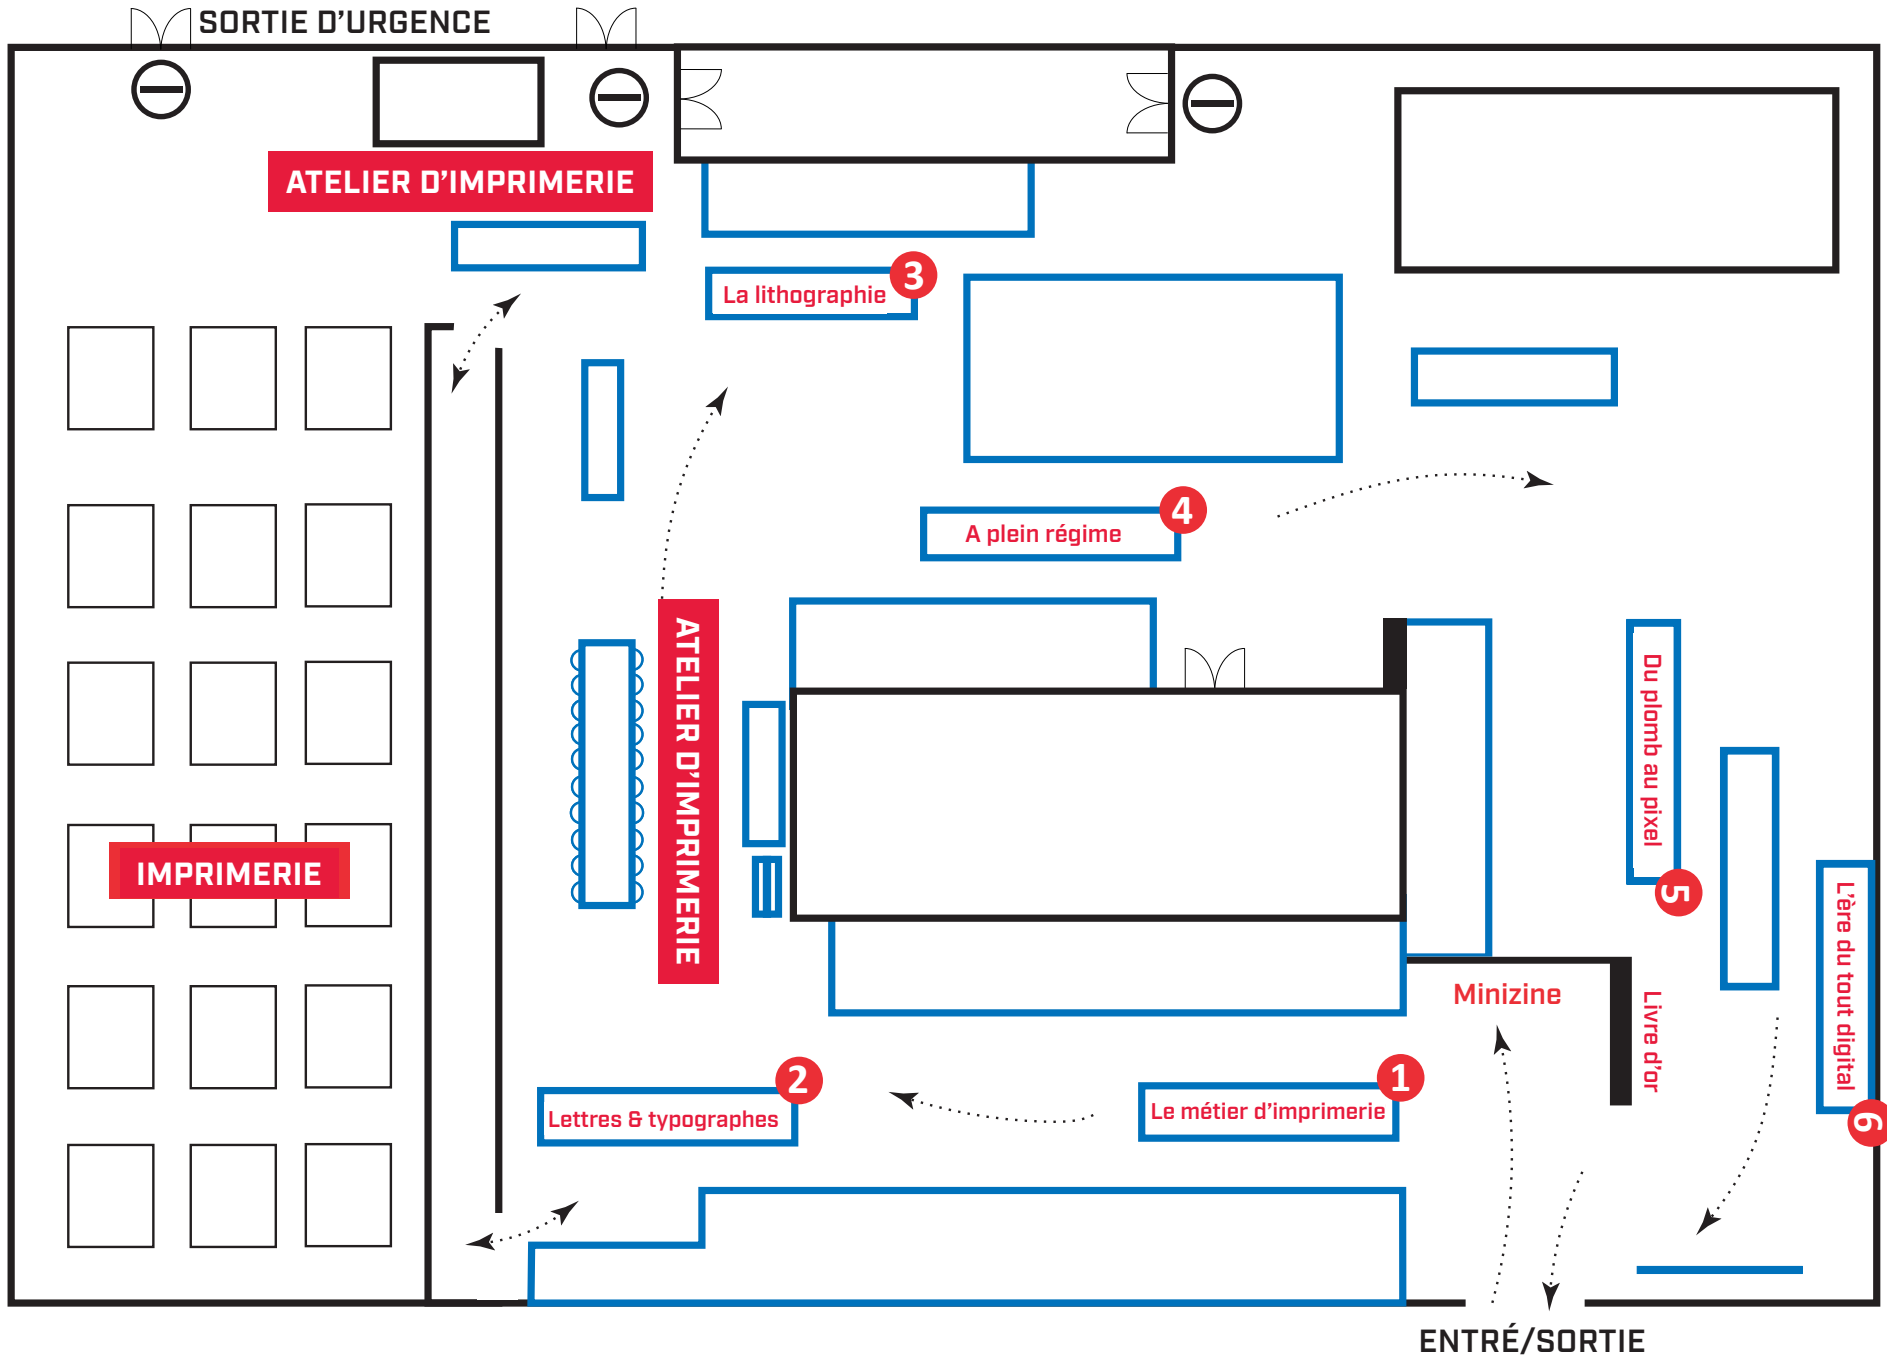 SORTIE D'URGENCE
ATELIER D'IMPRIMERIE
La lithographie
3
A plein régime
4
ATELIER D'IMPRIMERIE
Du plomb au pixel
5
IMPRIMERIE
L'ère du tout digital
6
Minizine
Livre d'or
Lettres & typographes
2
Le métier d'imprimerie
1
ENTRÉ/SORTIE